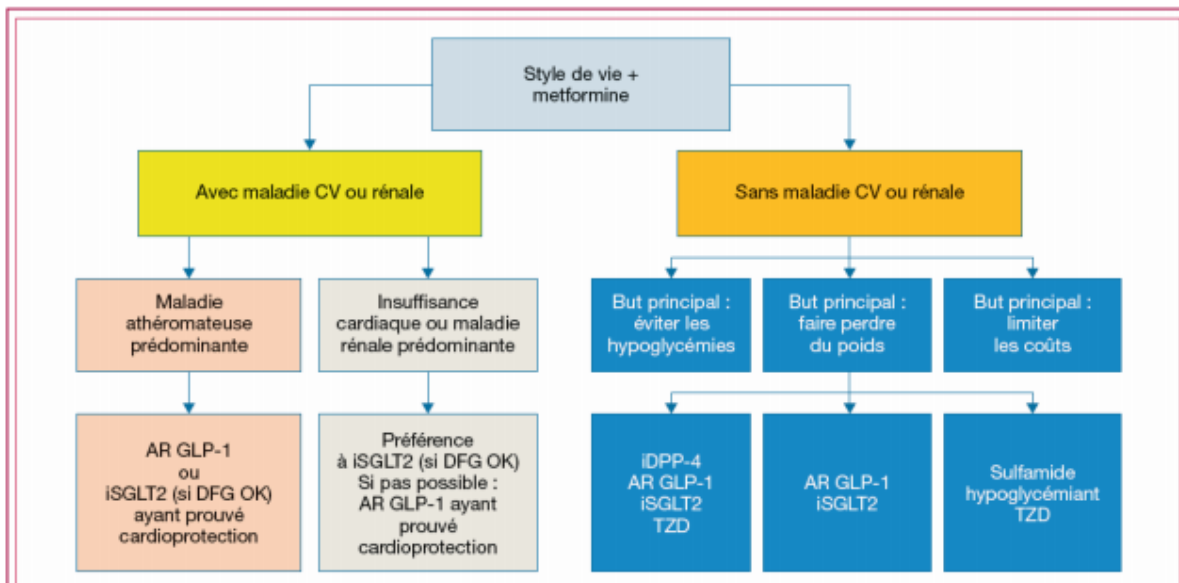 Style de vie +
metformine
Avec maladie CV ou rénale
Sans maladie CV ou rénale
Maladie
athéromateuse
prédominante
Insuffisance
cardiaque ou maladie
rénale prédominante
But principal :
éviter les
hypoglycémies
But principal :
faire perdre
du poids
But principal :
limiter
les coûts
AR GLP-1
ou
iSGLT2 (si DFG OK)
ayant prouvé
cardioprotection
Préférence
à iSGLT2 (si DFG OK)
Si pas possible :
AR GLP-1 ayant
prouvé
cardioprotection
iDPP-4
AR GLP-1
iSGLT2
TZD
AR GLP-1
iSGLT2
Sulfamide
hypoglycémiant
TZD